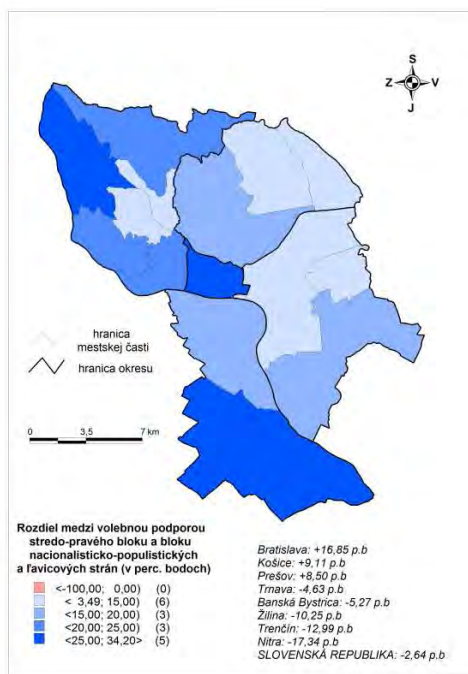 S
Z V
J
hranica
mestskej časti
hranica okresu
0 3,5 7 km
Rozdiel medzi volebnou podporou
stredo-pravého bloku a bloku
nacionalisticko-populistických
a ľavicových strán (v perc. bodoch)
<-100,00; 0,00) (0)
< 3,49; 15,00) (6)
<15,00; 20,00) (3)
<20,00; 25,00) (3)
<25,00; 34,20> (5)
Bratislava: +16,85 p.b
Košice: +9,11 p.b
Prešov: +8,50 p.b
Trnava: -4,63 p.b
Banská Bystrica: -5,27 p.b
Žilina: -10,25 p.b
Trenčín: -12,99 p.b
Nitra: -17,34 p.b
SLOVENSKÁ REPUBLIKA: -2,64 p.b